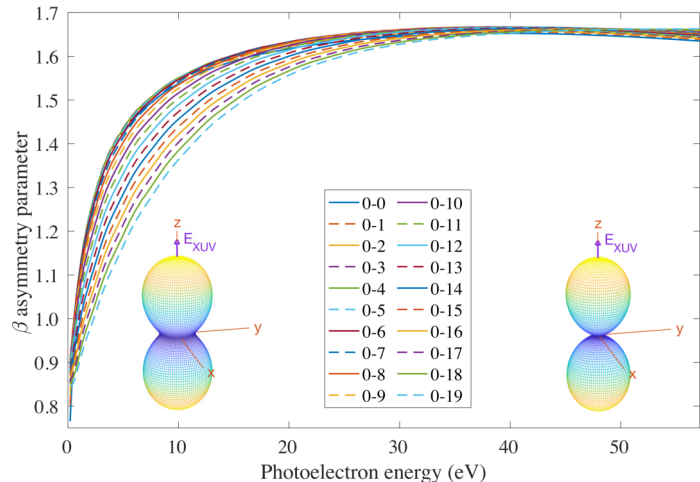 1.7
1.6
1.5
1.4
1.3
1.2
1.1
1.0
0.9
0.8
β asymmetry parameter
0 10 20 30 40 50
Photoelectron energy (eV)
z
E_XUV
y
x
0-0 0-10
0-1 0-11
0-2 0-12
0-3 0-13
0-4 0-14
0-5 0-15
0-6 0-16
0-7 0-17
0-8 0-18
0-9 0-19
z
E_XUV
y
x